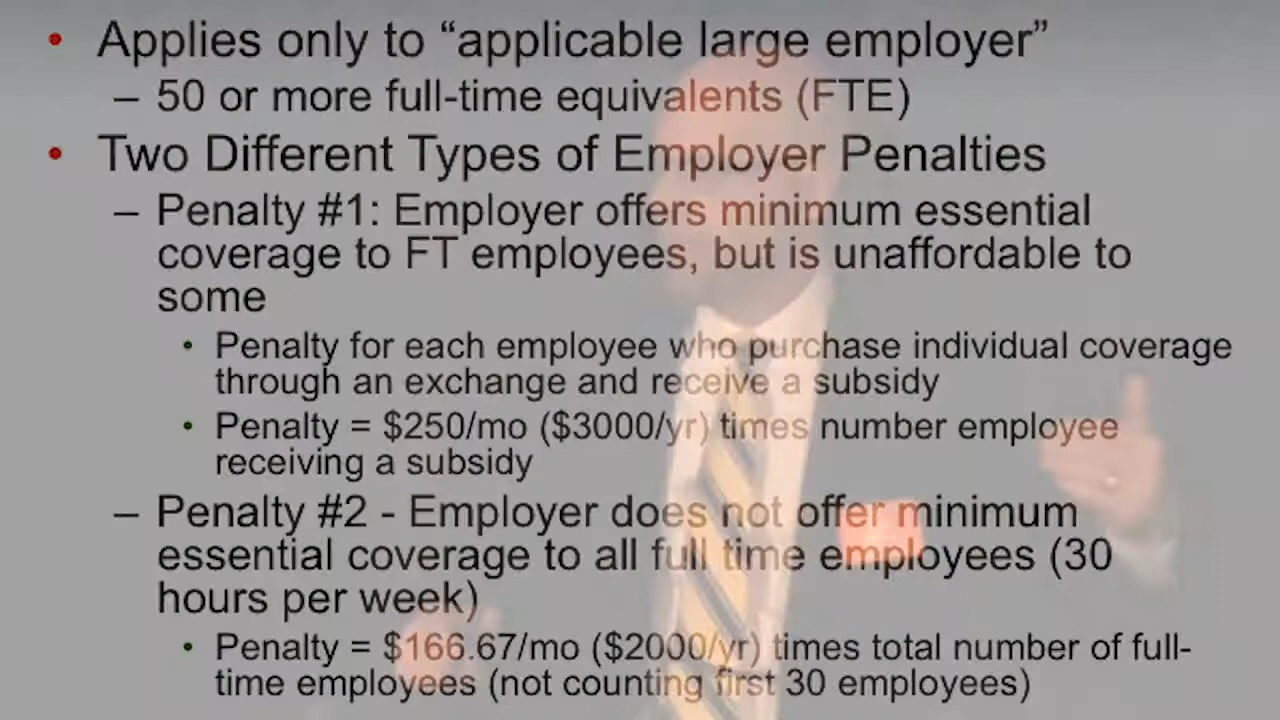 • Applies only to “applicable large employer”
– 50 or more full-time equivalents (FTE)
• Two Different Types of Employer Penalties
– Penalty #1: Employer offers minimum essential
coverage to FT employees, but is unaffordable to
some
• Penalty for each employee who purchase individual coverage
through an exchange and receive a subsidy
• Penalty = $250/mo ($3000/yr) times number employee
receiving a subsidy
– Penalty #2 - Employer does not offer minimum
essential coverage to all full time employees (30
hours per week)
• Penalty = $166.67/mo ($2000/yr) times total number of full-
time employees (not counting first 30 employees)